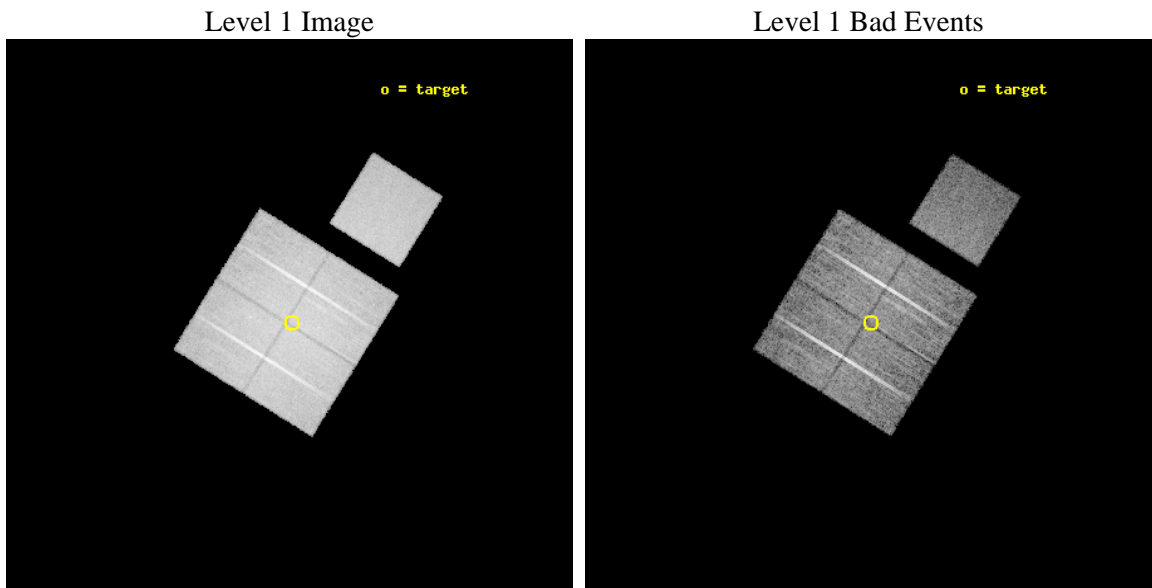 Level 1 Image
Level 1 Bad Events
o = target
o = target